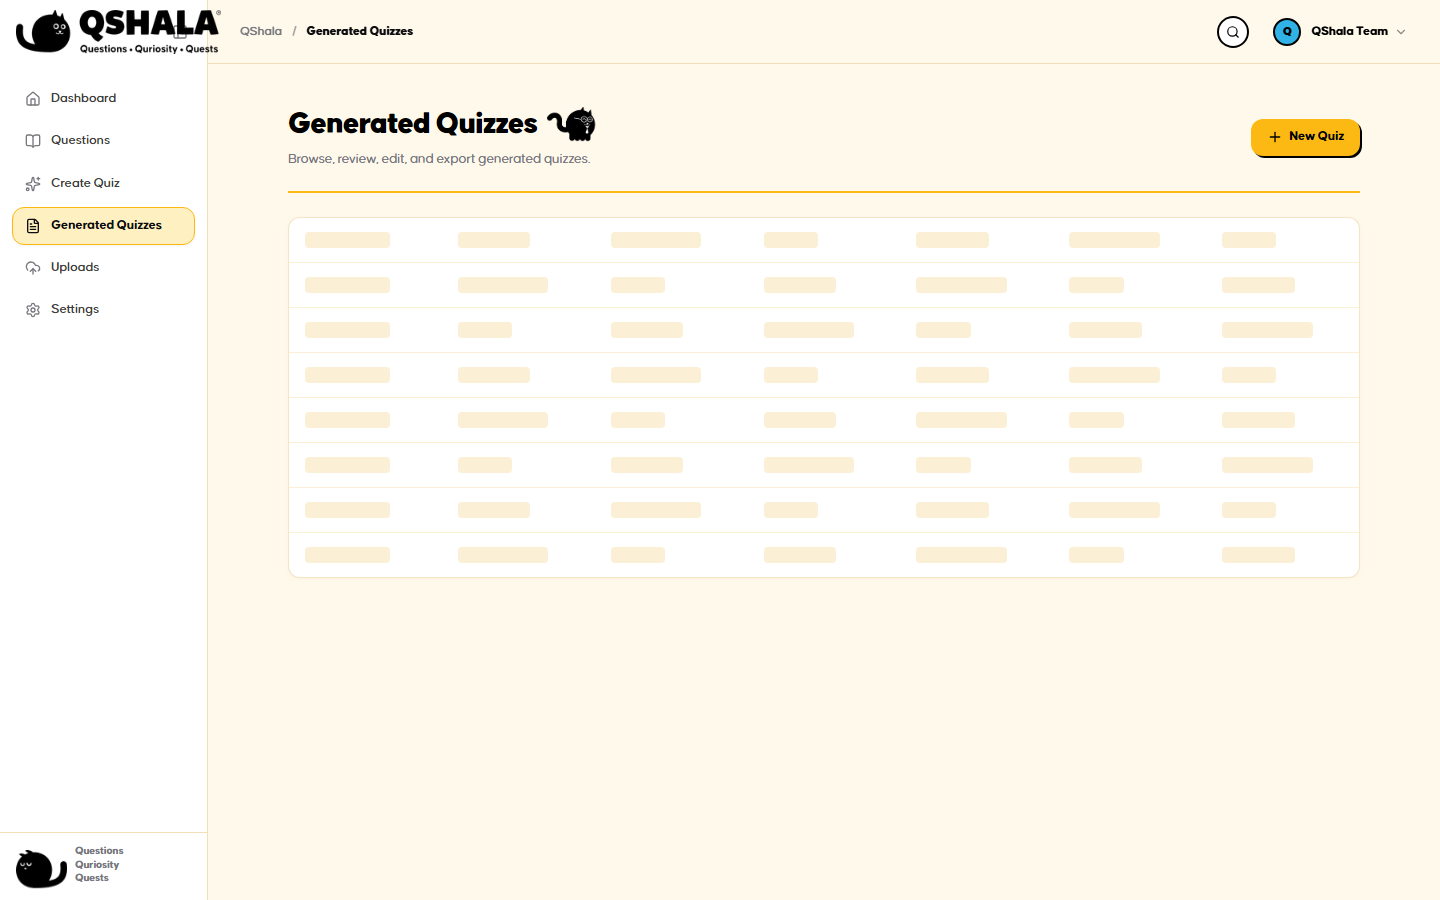 QSHALA®
Questions • Quriosity • Quests
QShala / Generated Quizzes
Q
QShala Team
Dashboard
Questions
Create Quiz
Generated Quizzes
Uploads
Settings
Generated Quizzes
Browse, review, edit, and export generated quizzes.
New Quiz
Questions
Quriosity
Quests